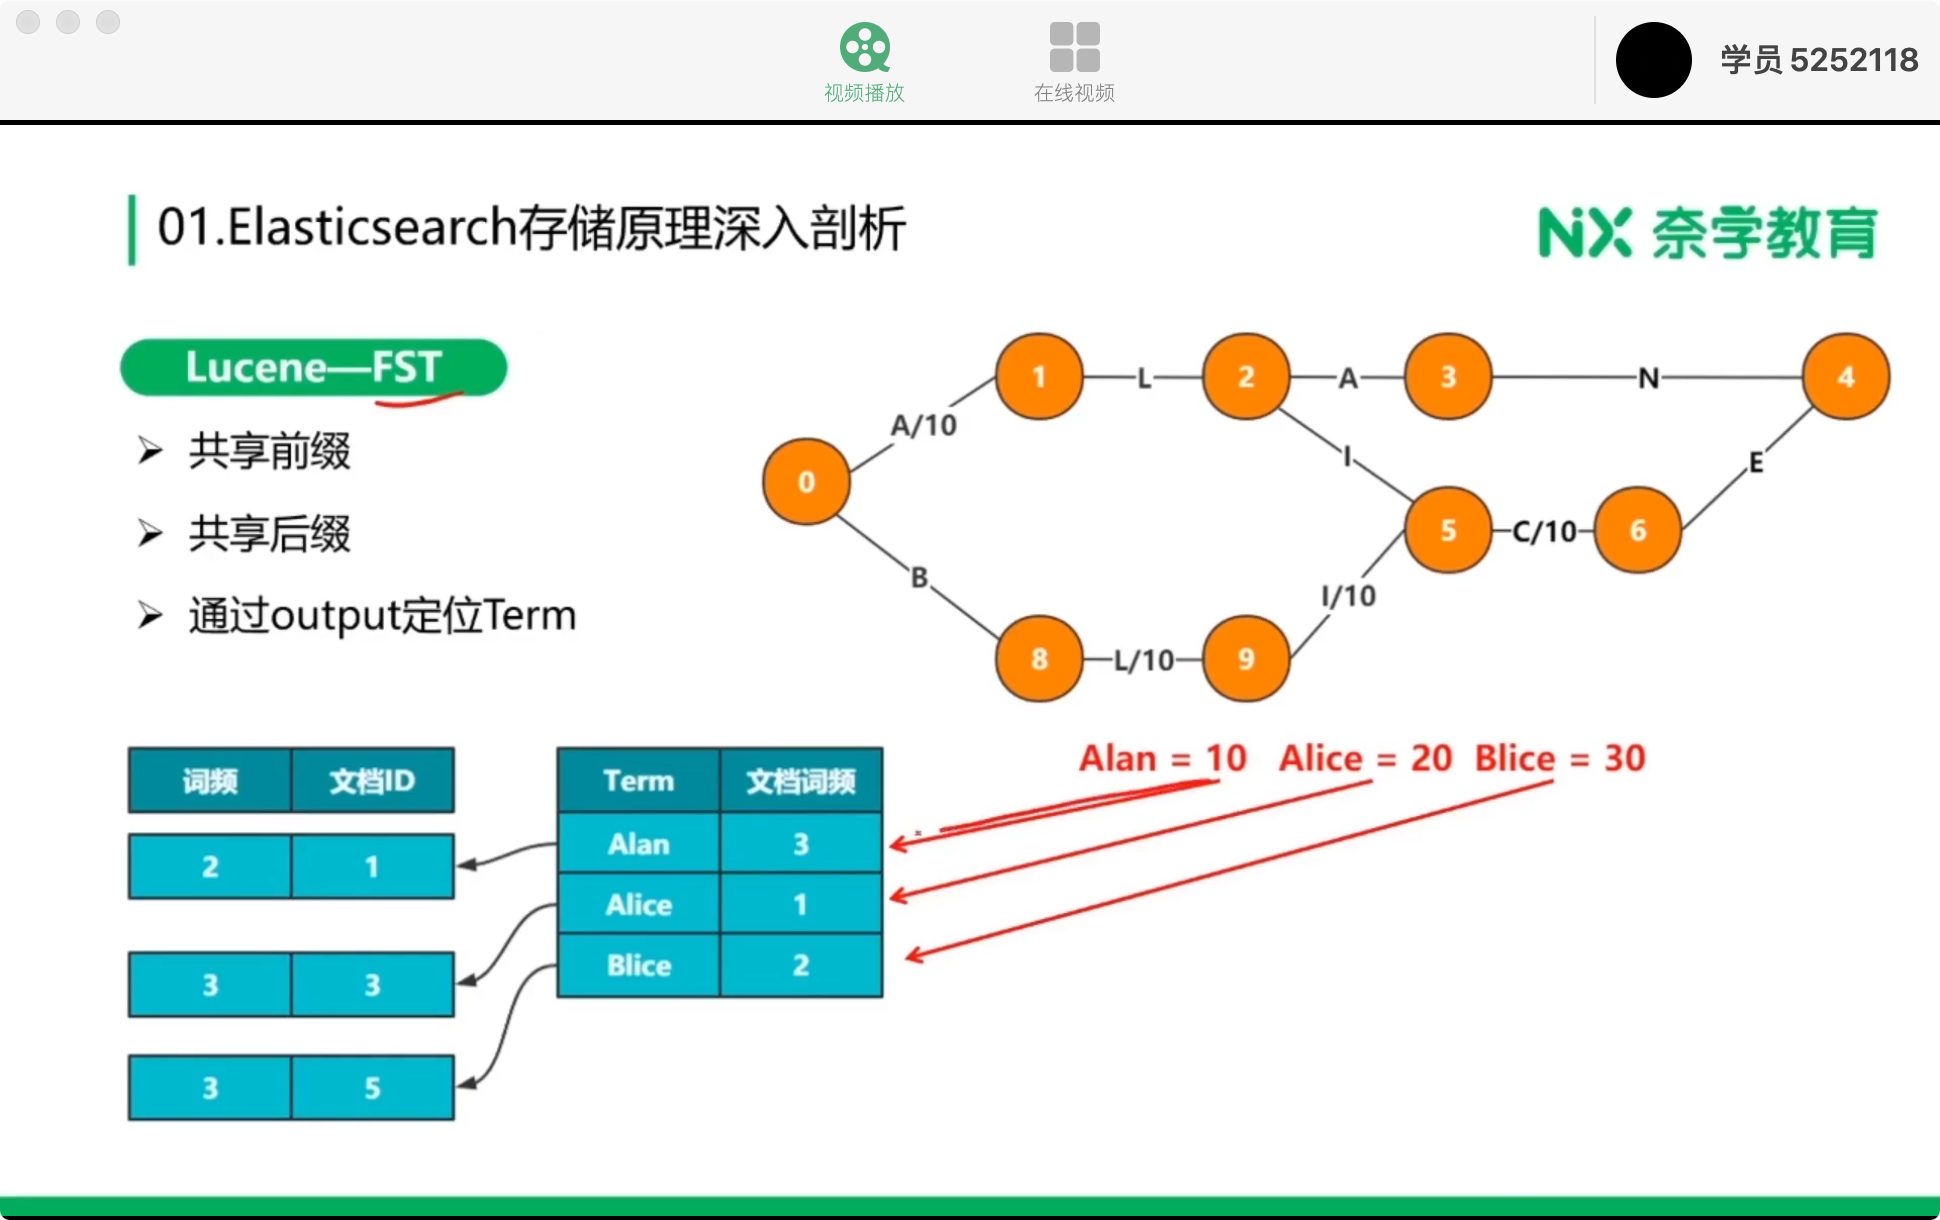 视频播放
在线视频
学员 5252118
01.Elasticsearch存储原理深入剖析
NX 奈学教育
Lucene—FST
共享前缀
共享后缀
通过output定位Term
0
A/10
1
L
2
A
3
N
4
I
5
C/10
6
E
B
8
L/10
9
I/10
Alan = 10 Alice = 20 Blice = 30
词频 文档ID
2 1
3 3
3 5
Term 文档词频
Alan 3
Alice 1
Blice 2